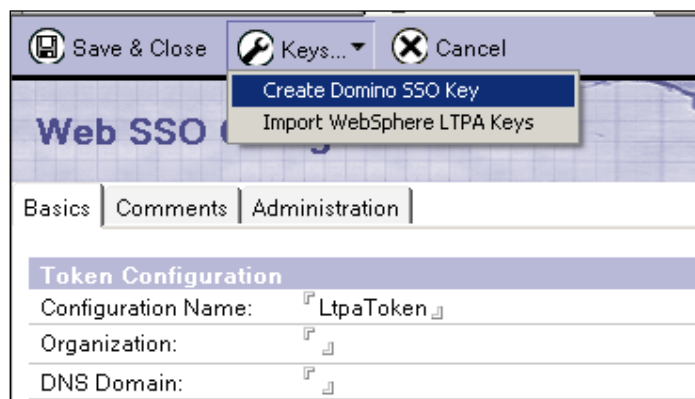 Save & Close Keys... Cancel
Create Domino SSO Key
Import WebSphere LTPA Keys
Web SSO
Basics Comments Administration
Token Configuration
Configuration Name: LtpaToken
Organization:
DNS Domain: